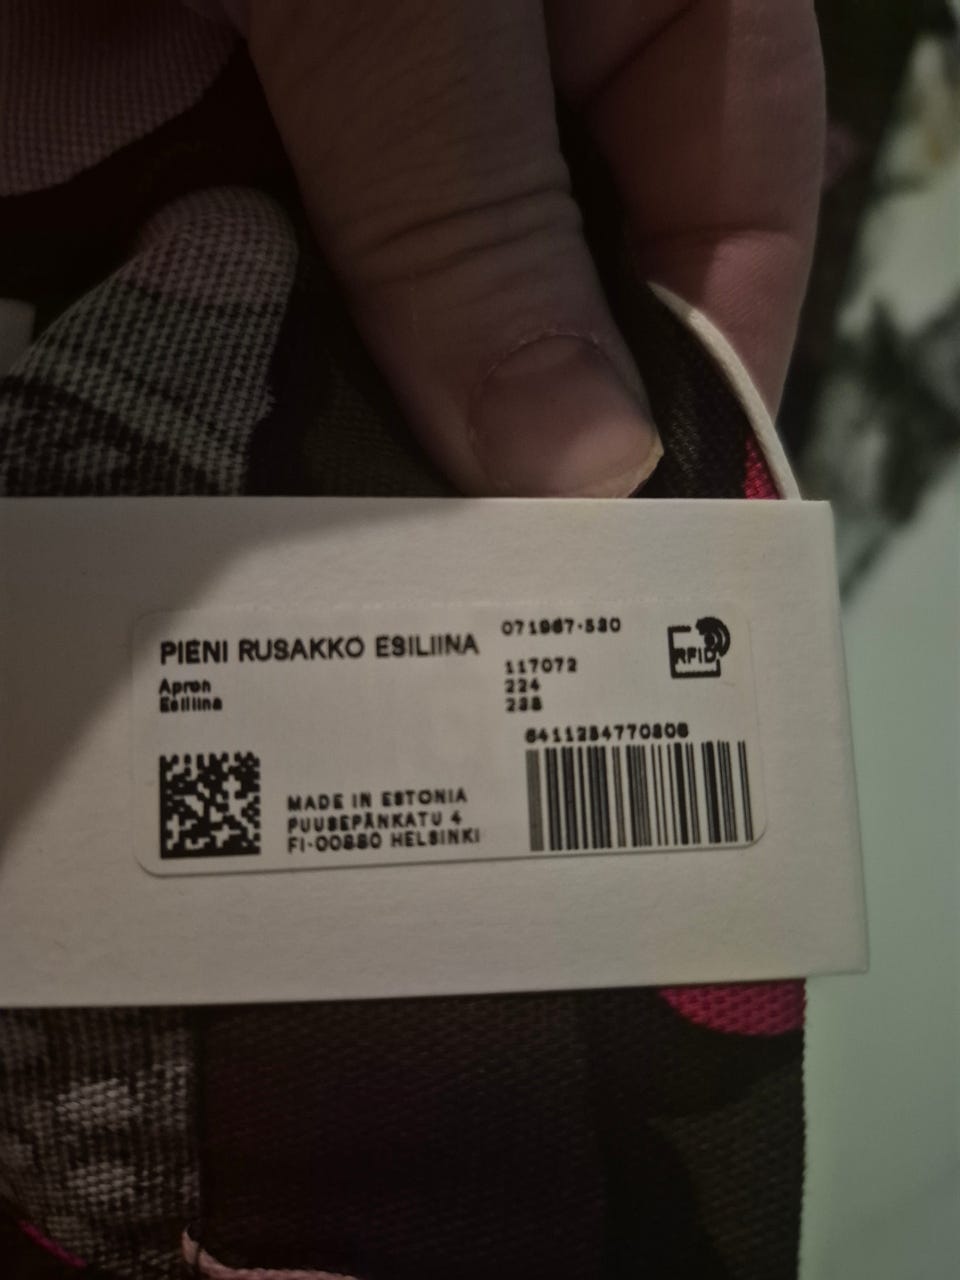 PIENI RUSAKKO ESILIINA
Apron
Esiliina
071967-530
117072
224
238
RFID
MADE IN ESTONIA
PUUSEPÄNKATU 4
FI-00880 HELSINKI